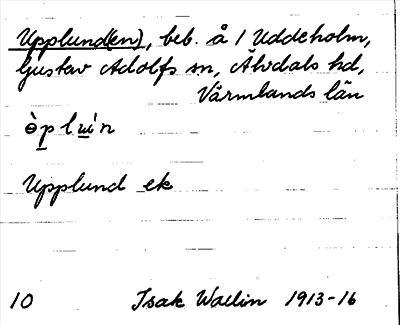 Upplund(en), beb. å 1 Uddeholm,
Gustav Adolfs sn, Älvdals hd,
Värmlands län
Upplund ek
10 Isak Wallin 1913-16